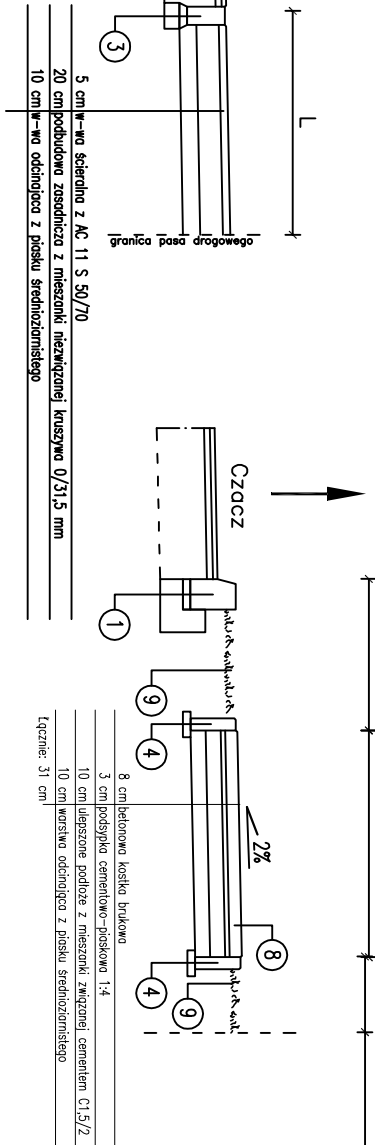 L
3
granica pasa drogowego
5 cm w-wa ścieralna z AC 11 S 50/70
20 cm podbudowa zasadnicza z mieszanki niezwiązanej kruszywa 0/31,5 mm
10 cm w-wa odcinająca z piasku średnioziarnistego
Czacz
1
9
4
2%
8
4
9
8 cm betonowa kostka brukowa
3 cm podsypka cementowo-piaskowa 1:4
10 cm ulepszone podłoże z mieszanki związanej cementem C1,5/2
10 cm warstwa odcinająca z piasku średnioziarnistego
Łącznie: 31 cm